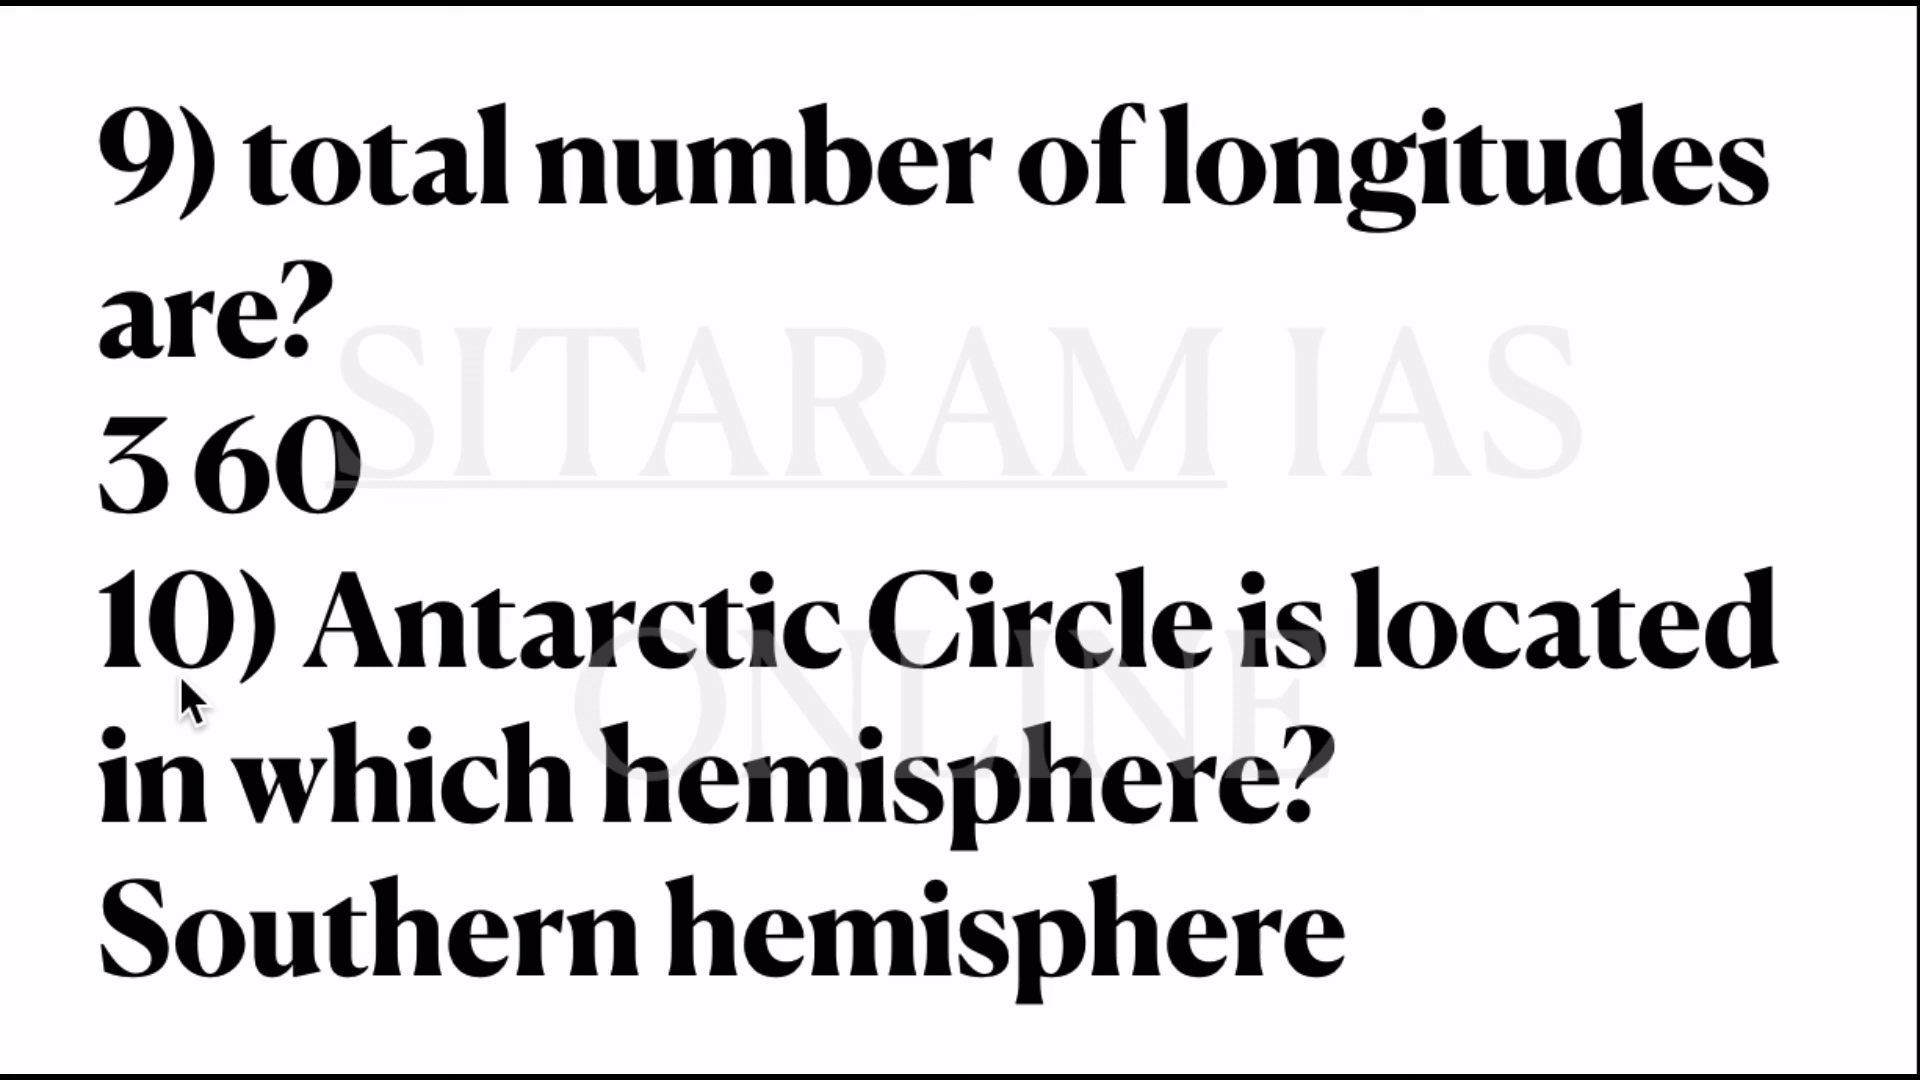 9) total number of longitudes
are?
3 60
10) Antarctic Circle is located
in which hemisphere?
Southern hemisphere
SITARAM IAS
ONLINE